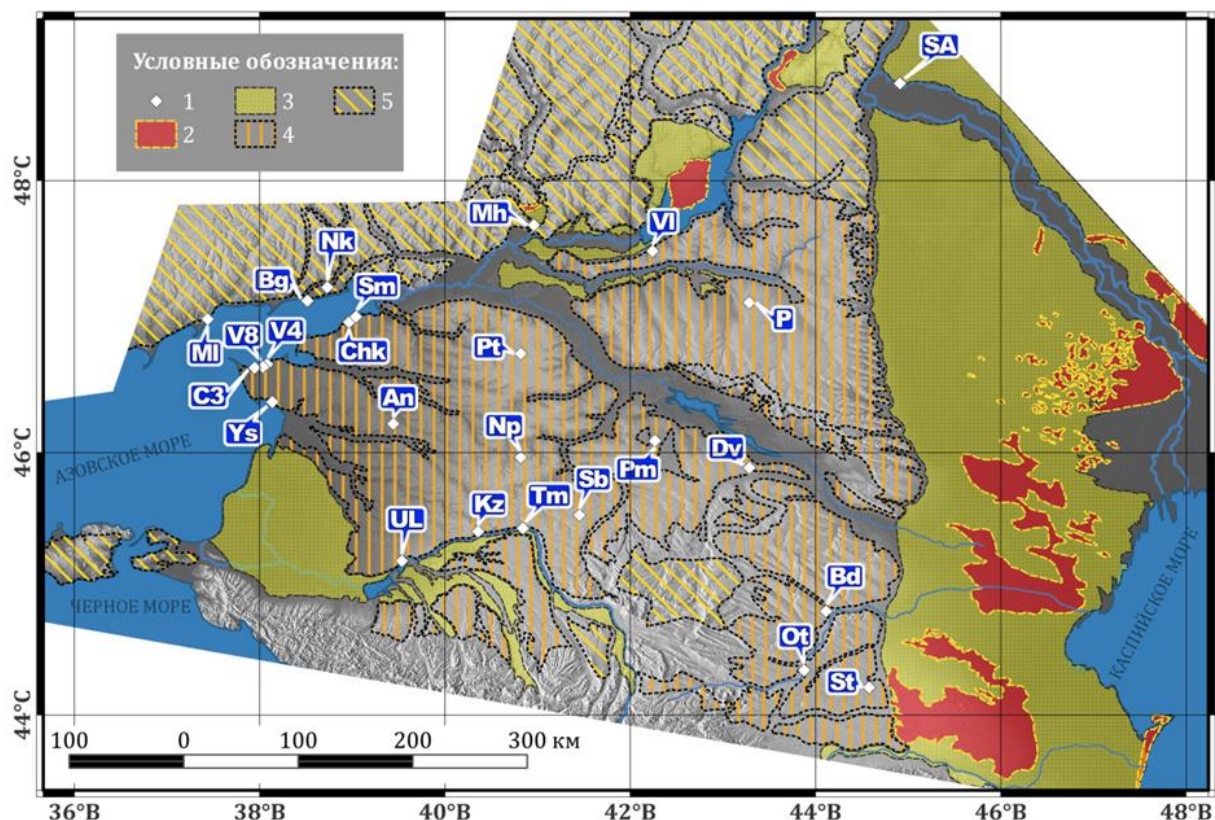 Условные обозначения:
1
3
5
2
4
SA
48°С
Mh
Vl
Nk
Bg
Sm
P
V8
V4
Ml
Chk
Pt
C3
An
Ys
46°С
АЗОВСКОЕ МОРЕ
Np
Pm
Dv
Sb
UL
Kz
Tm
Bd
ЧЕРНОЕ МОРЕ
Ot
St
КАСПИЙСКОЕ МОРЕ
44°С
100
0
100
200
300 км
36°В
38°В
40°В
42°В
44°В
46°В
48°В